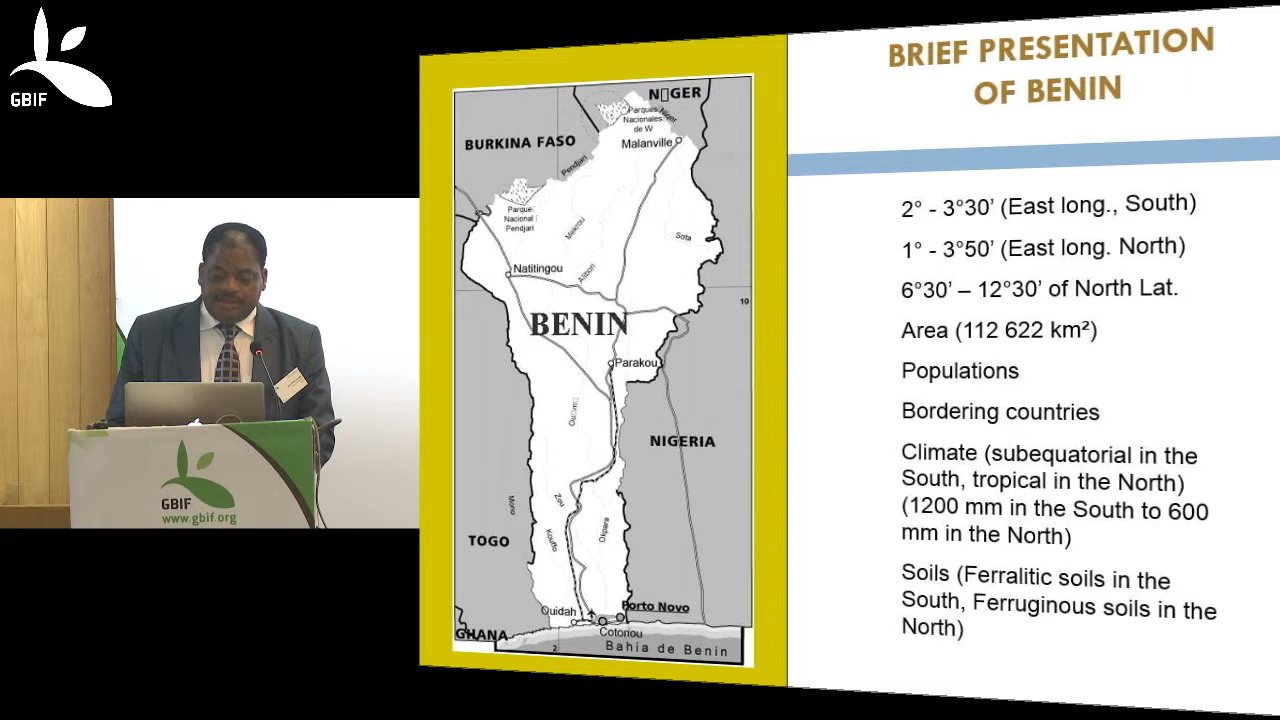 GBIF
BRIEF PRESENTATION
OF BENIN
2° - 3°30’ (East long., South)
1° - 3°50’ (East long. North)
6°30’ – 12°30’ of North Lat.
Area (112 622 km²)
Populations
Bordering countries
Climate (subequatorial in the
South, tropical in the North)
(1200 mm in the South to 600
mm in the North)
Soils (Ferralitic soils in the
South, Ferruginous soils in the
North)
N▯GER
Parques
Nacionales
de W
Niger
BURKINA FASO
Malanville
Pendjari
Parque
Nacional
Pendjari
Mekrou
Sota
Natitingou
Alibori
10
BENIN
Parakou
NIGERIA
Mono
Zou
Okpara
Kouffo
TOGO
Ouidah
Porto Novo
GHANA
Cotonou
2
Bahia de Benin
GBIF
www.gbif.org